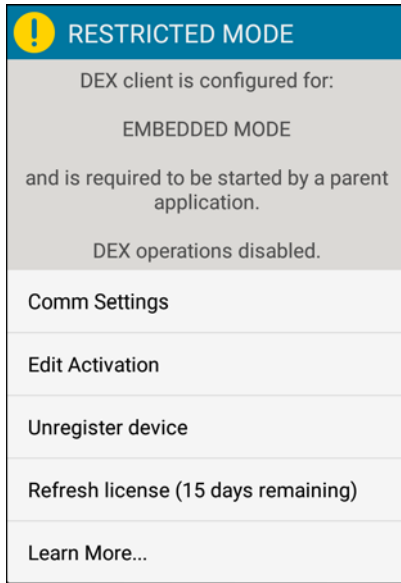 RESTRICTED MODE
DEX client is configured for:
EMBEDDED MODE
and is required to be started by a parent
application.
DEX operations disabled.
Comm Settings
Edit Activation
Unregister device
Refresh license (15 days remaining)
Learn More...